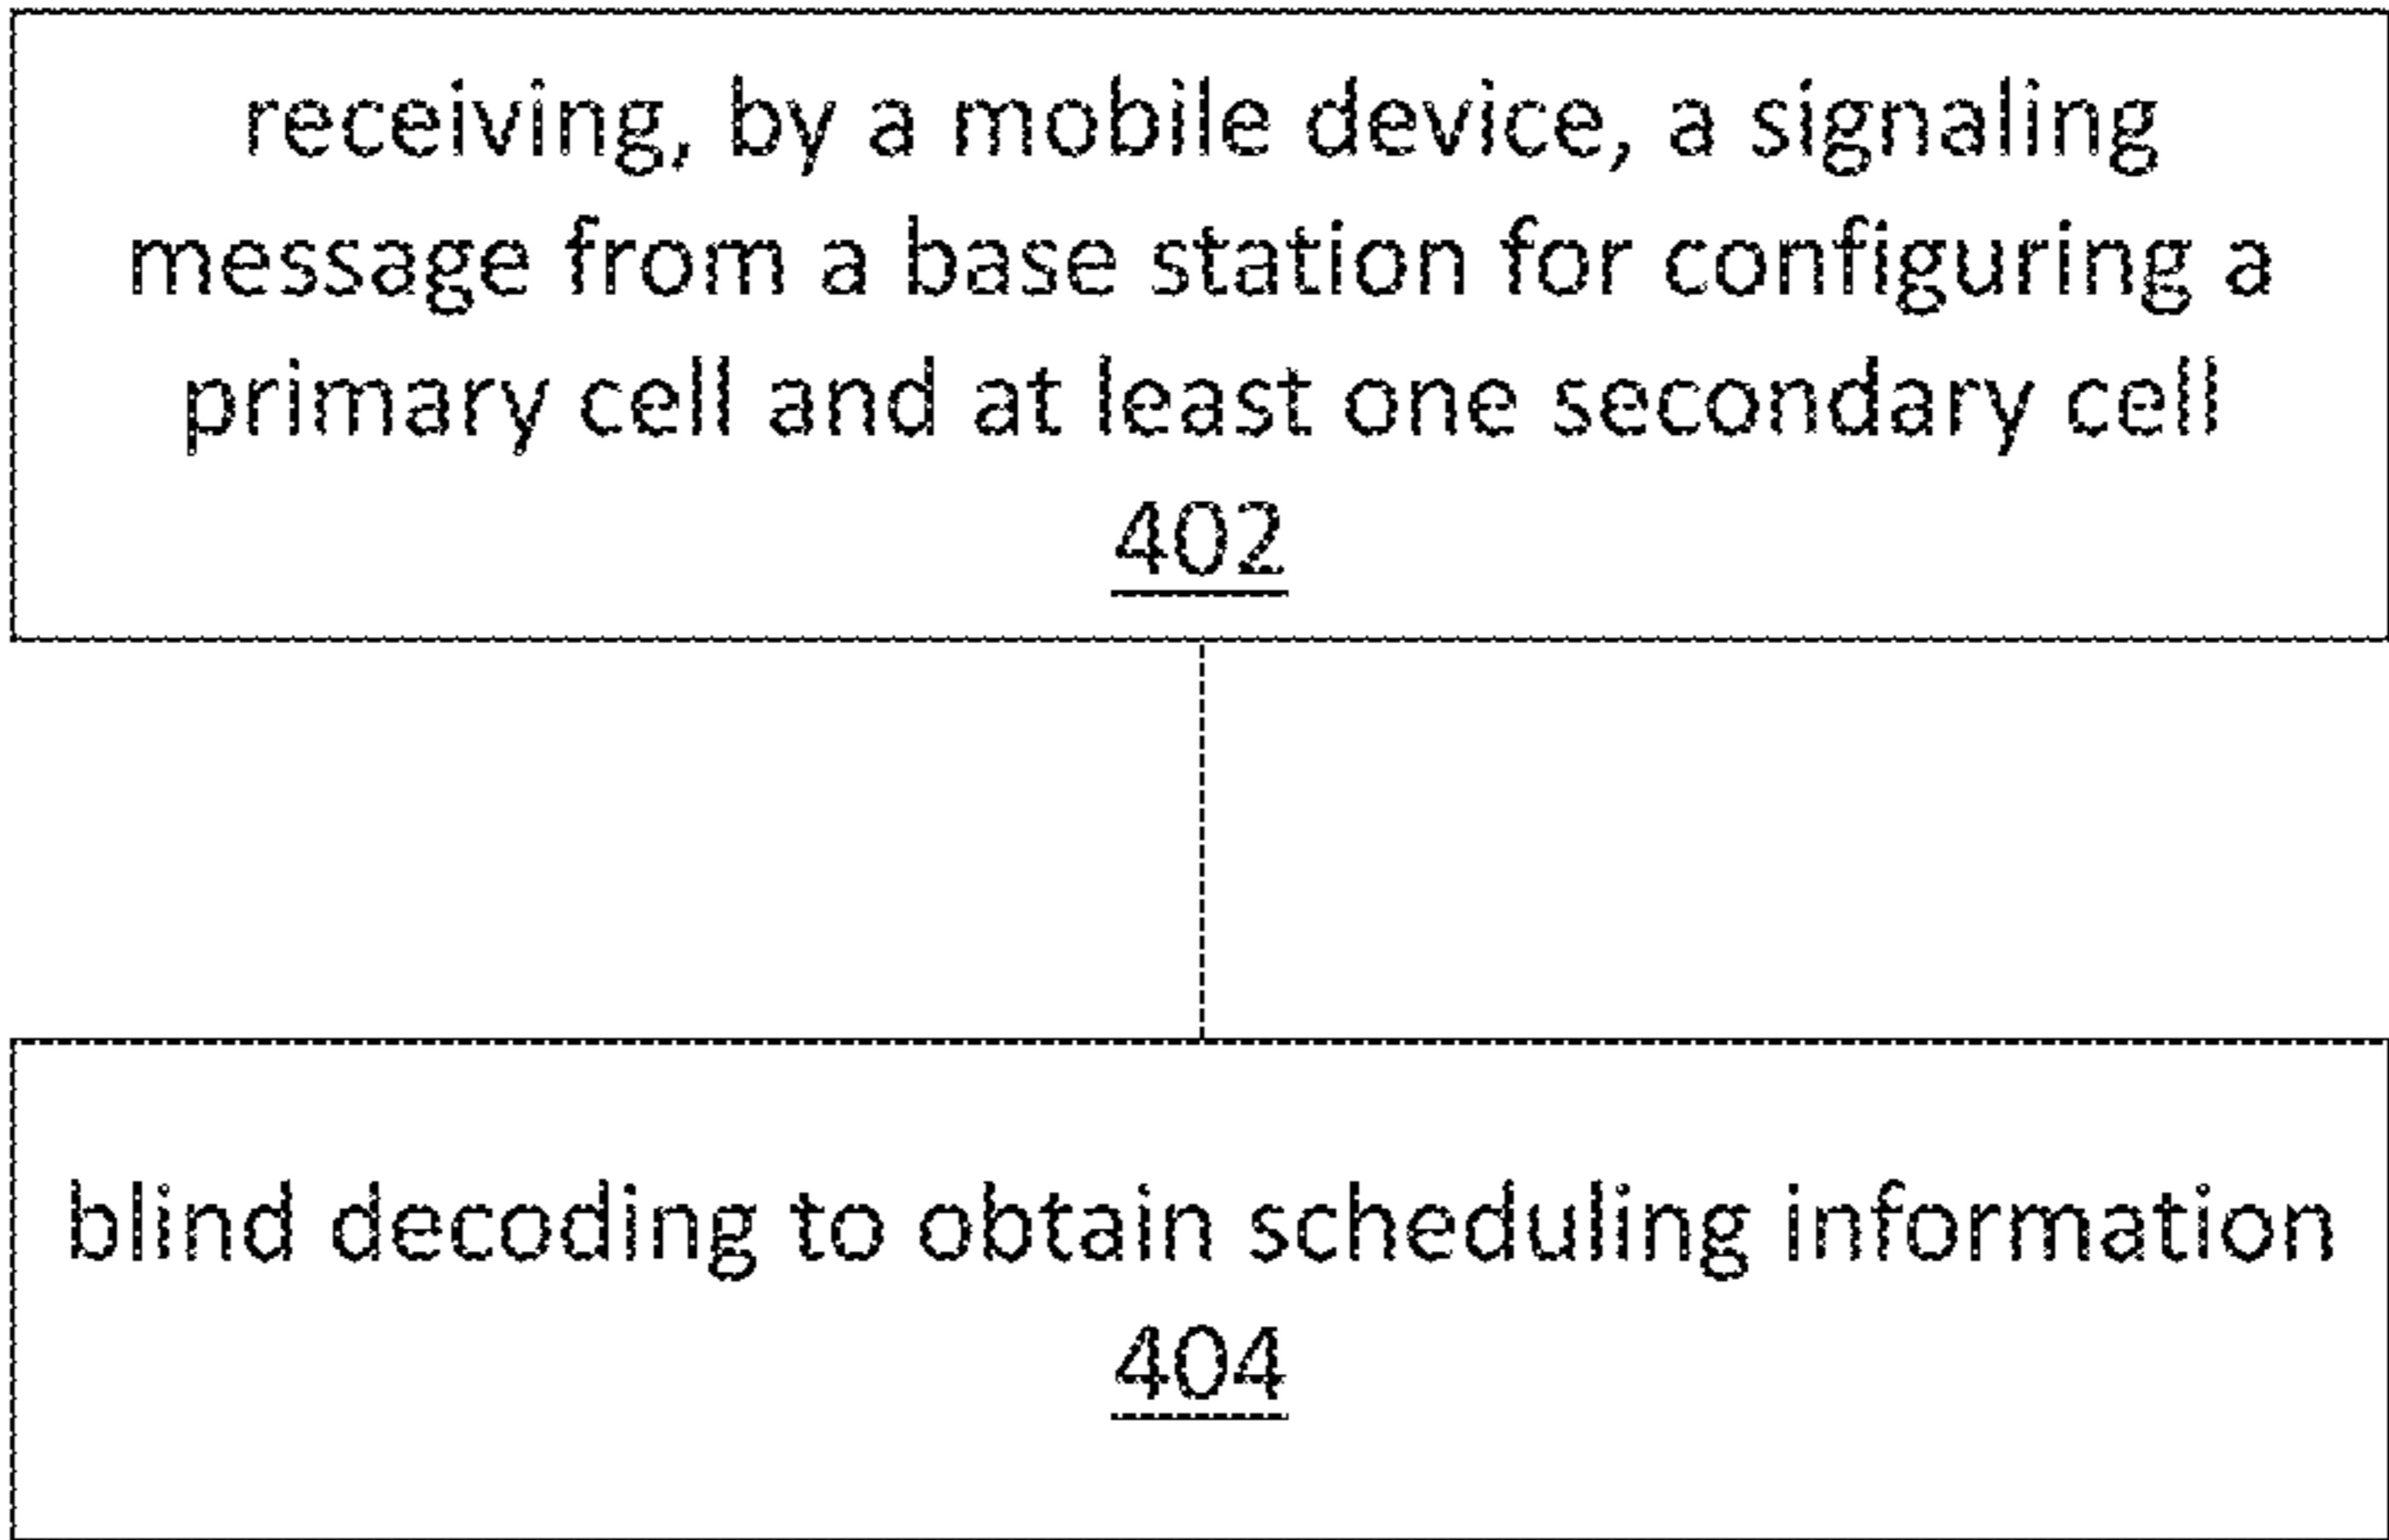 receiving, by a mobile device, a signaling
message from a base station for configuring a
primary cell and at least one secondary cell
402
blind decoding to obtain scheduling information
404